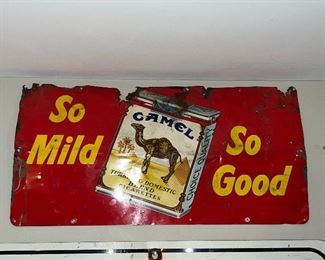 So
Mild
CAMEL
TURKISH & DOMESTIC
BLEND
CIGARETTES
CHOICE QUALITY
So
Good